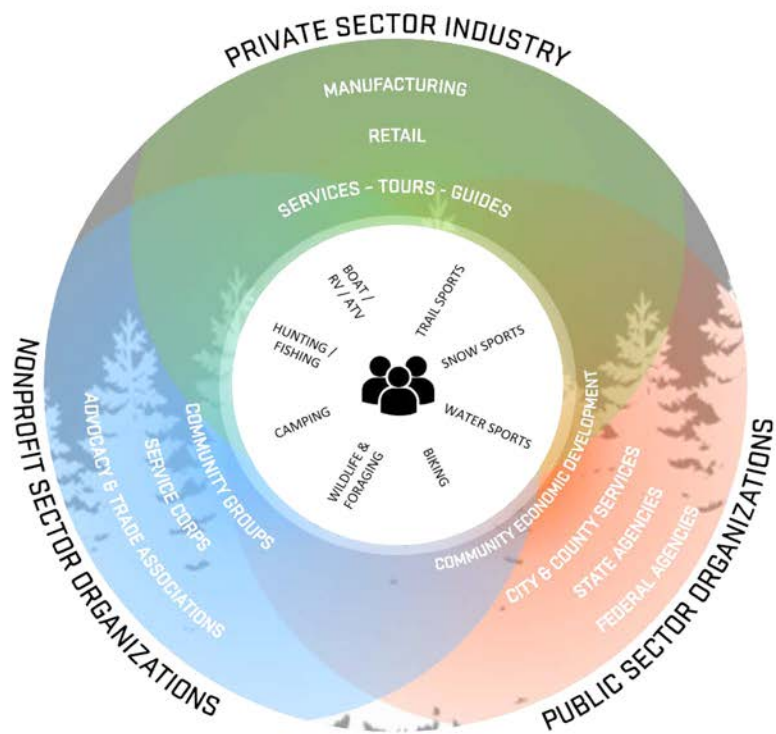 PRIVATE SECTOR INDUSTRY
MANUFACTURING
RETAIL
SERVICES – TOURS - GUIDES
BOAT /
RV / ATV
TRAIL SPORTS
HUNTING /
FISHING
SNOW SPORTS
CAMPING
WATER SPORTS
WILDLIFE &
FORAGING
BIKING
NONPROFIT SECTOR ORGANIZATIONS
ADVOCACY & TRADE ASSOCIATIONS
SERVICE CORPS
COMMUNITY GROUPS
COMMUNITY ECONOMIC DEVELOPMENT
CITY & COUNTY SERVICES
STATE AGENCIES
FEDERAL AGENCIES
PUBLIC SECTOR ORGANIZATIONS